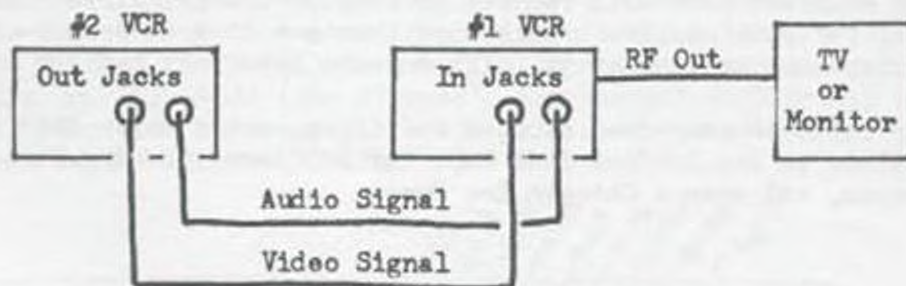 #2 VCR
#1 VCR
Out Jacks
In Jacks
RF Out
TV
or
Monitor
Audio Signal
Video Signal